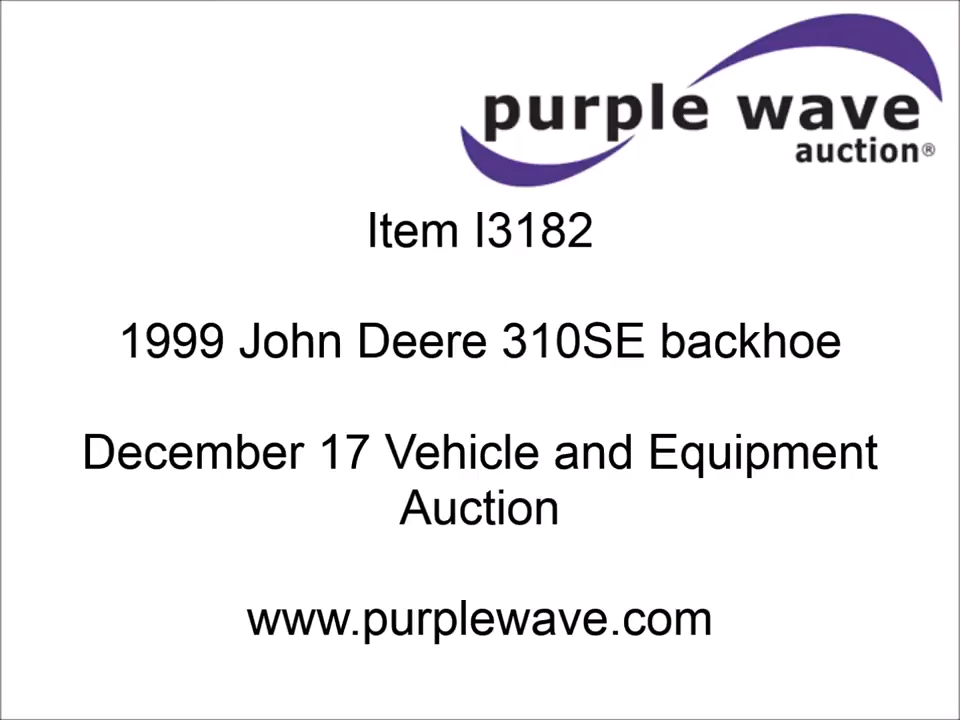 purple wave
auction®
Item I3182
1999 John Deere 310SE backhoe
December 17 Vehicle and Equipment
Auction
www.purplewave.com